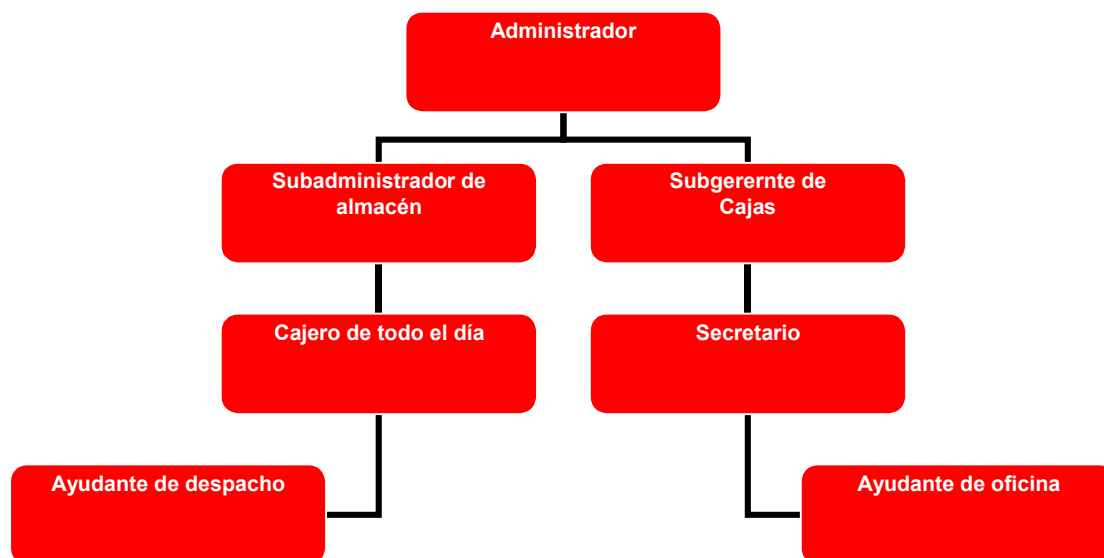 Administrador
Subadministrador de
almacén
Subgerernte de
Cajas
Cajero de todo el día
Secretario
Ayudante de despacho
Ayudante de oficina